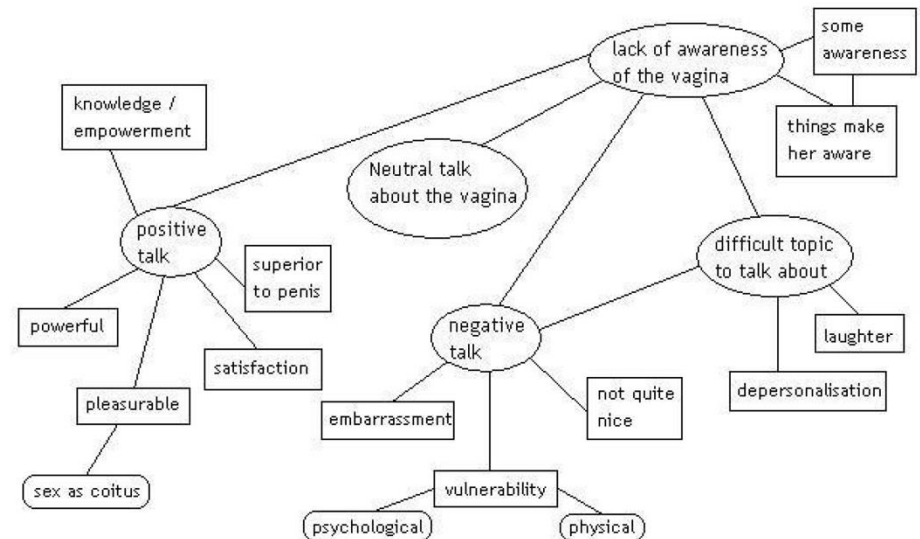 lack of awareness
of the vagina
some
awareness
things make
her aware
knowledge /
empowerment
Neutral talk
about the vagina
positive
talk
superior
to penis
powerful
satisfaction
pleasurable
sex as coitus
difficult topic
to talk about
laughter
depersonalisation
negative
talk
not quite
nice
embarrassment
vulnerability
psychological
physical